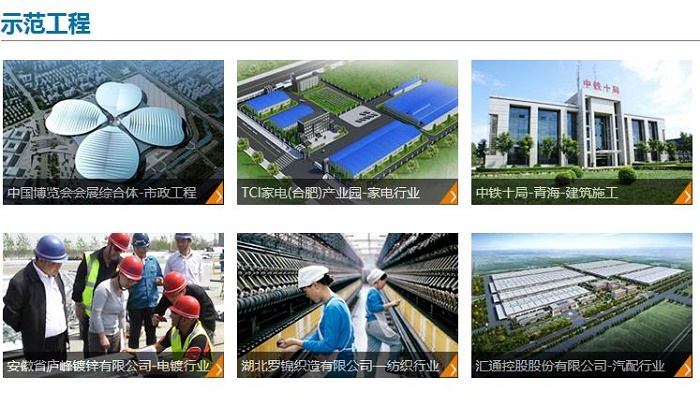 示范工程
中国博览会会展综合体-市政工程
TCI家电(合肥)产业园-家电行业
中铁十局
中铁十局-青海-建筑施工
安徽省庐峰镀锌有限公司-电镀行业
湖北罗锦织造有限公司—纺织行业
汇通控股股份有限公司-汽配行业